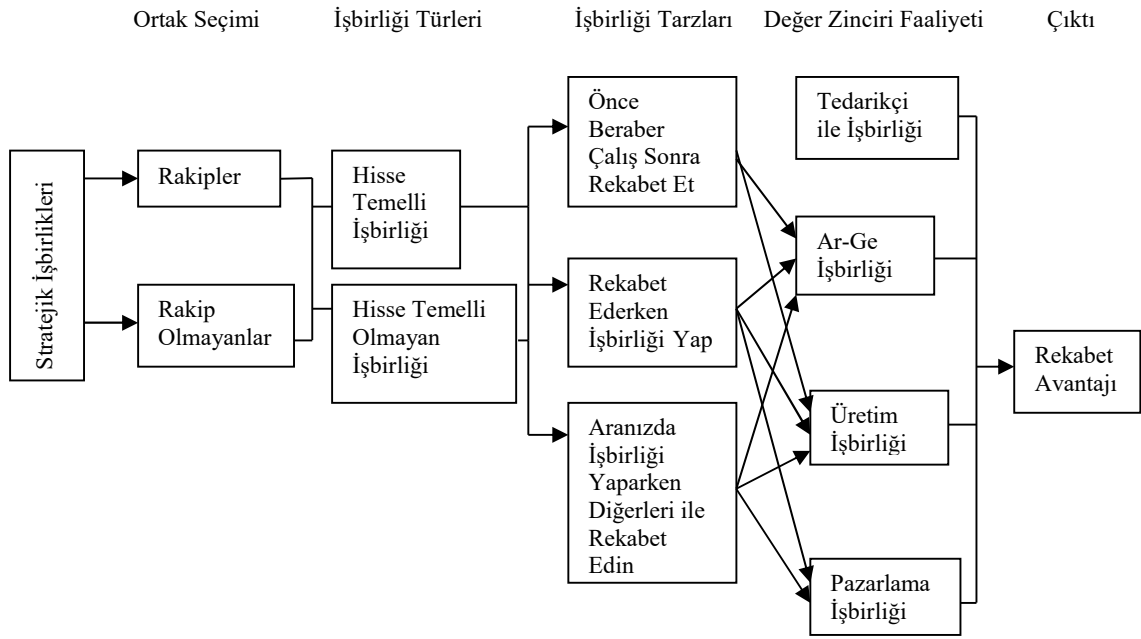 Ortak Seçimi
İşbirliği Türleri
İşbirliği Tarzları
Değer Zinciri Faaliyeti
Çıktı
Stratejik İşbirlikleri
Rakipler
Rakip
Olmayanlar
Hisse
Temelli
İşbirliği
Hisse Temelli
Olmayan
İşbirliği
Önce
Beraber
Çalış Sonra
Rekabet Et
Rekabet
Ederken
İşbirliği Yap
Aranızda
İşbirliği
Yaparken
Diğerleri ile
Rekabet
Edin
Tedarikçi
ile İşbirliği
Ar-Ge
İşbirliği
Üretim
İşbirliği
Pazarlama
İşbirliği
Rekabet
Avantajı